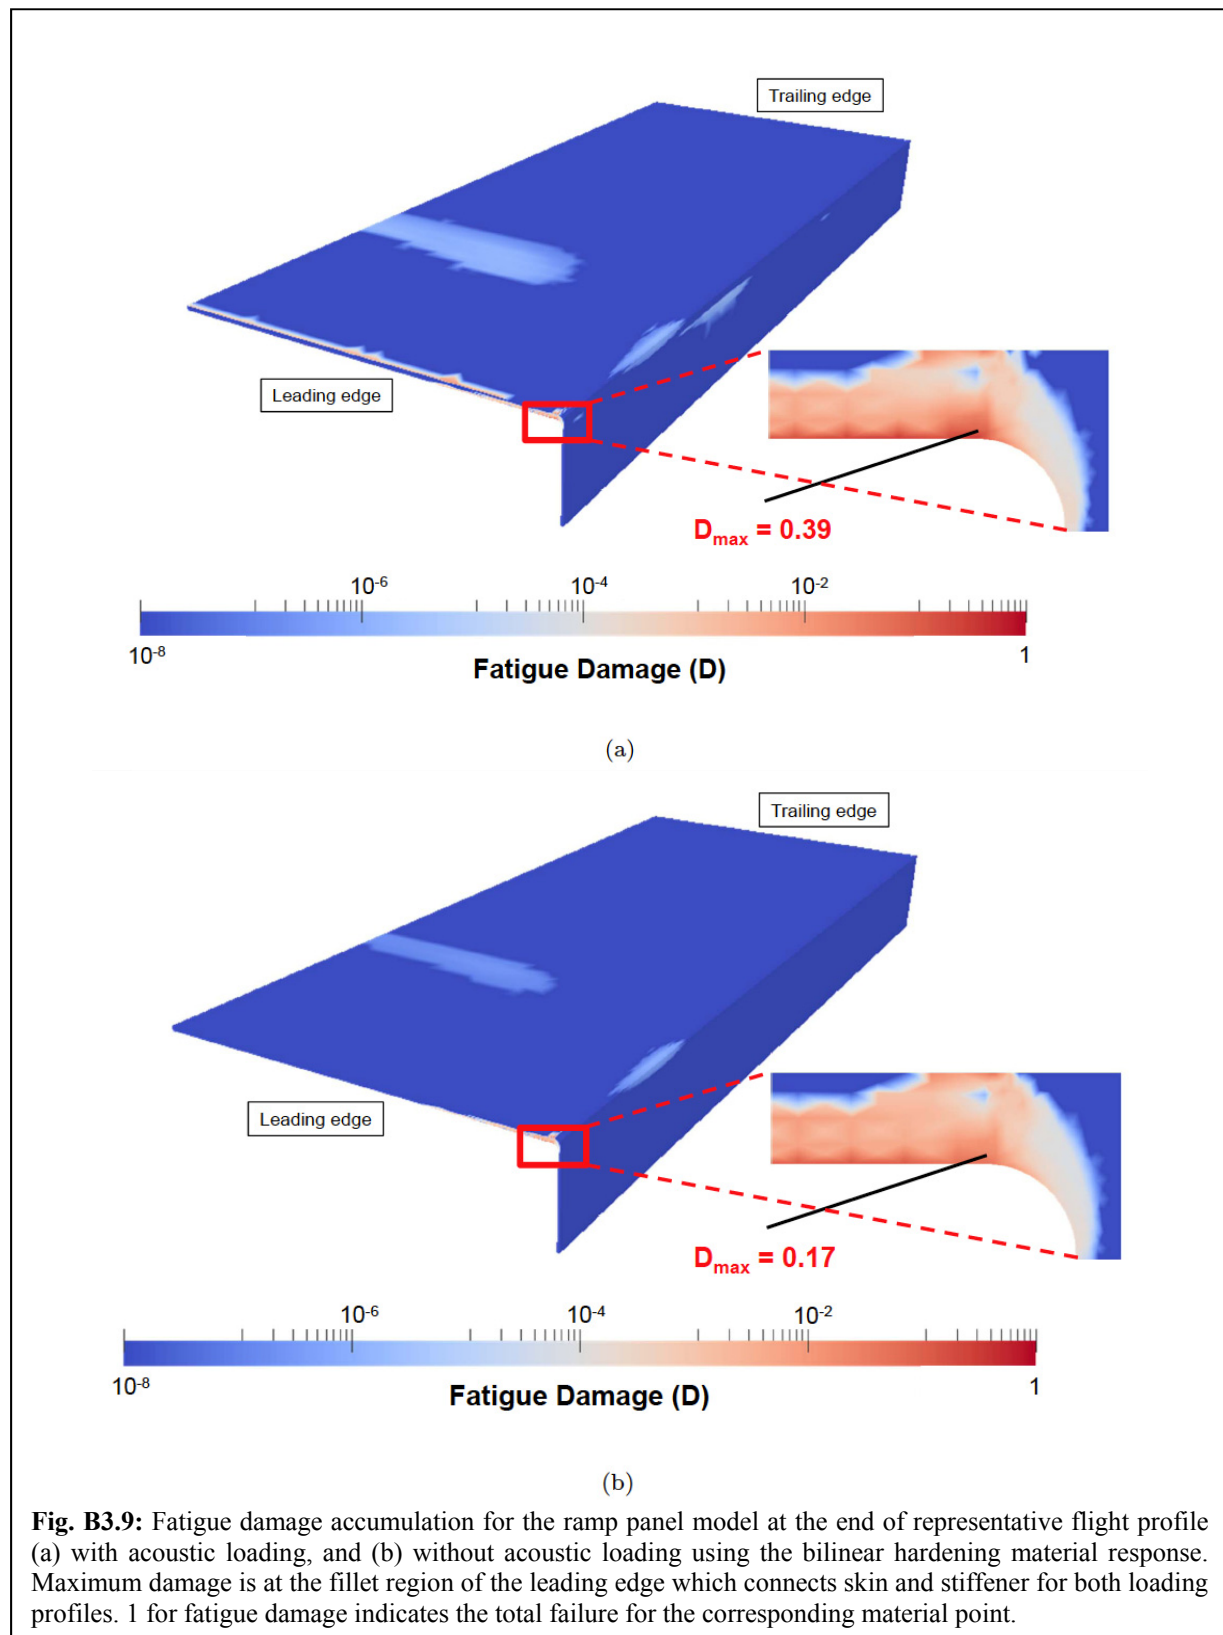 Trailing edge
Leading edge
D_max = 0.39
10^-6 10^-4 10^-2
10^-8 1
Fatigue Damage (D)
(a)
Trailing edge
Leading edge
D_max = 0.17
10^-6 10^-4 10^-2
10^-8 1
Fatigue Damage (D)
(b)
Fig. B3.9: Fatigue damage accumulation for the ramp panel model at the end of representative flight profile
(a) with acoustic loading, and (b) without acoustic loading using the bilinear hardening material response.
Maximum damage is at the fillet region of the leading edge which connects skin and stiffener for both loading
profiles. 1 for fatigue damage indicates the total failure for the corresponding material point.